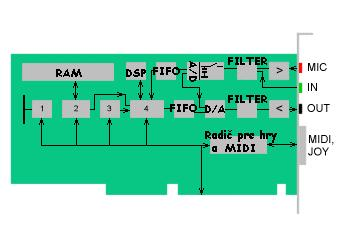 FILTER
MIC
RAM
DSP
FIFO
A/D
>
IN
FILTER
1
2
3
4
FIFO
D/A
<
OUT
Radič pre hry
a MIDI
MIDI,
JOY